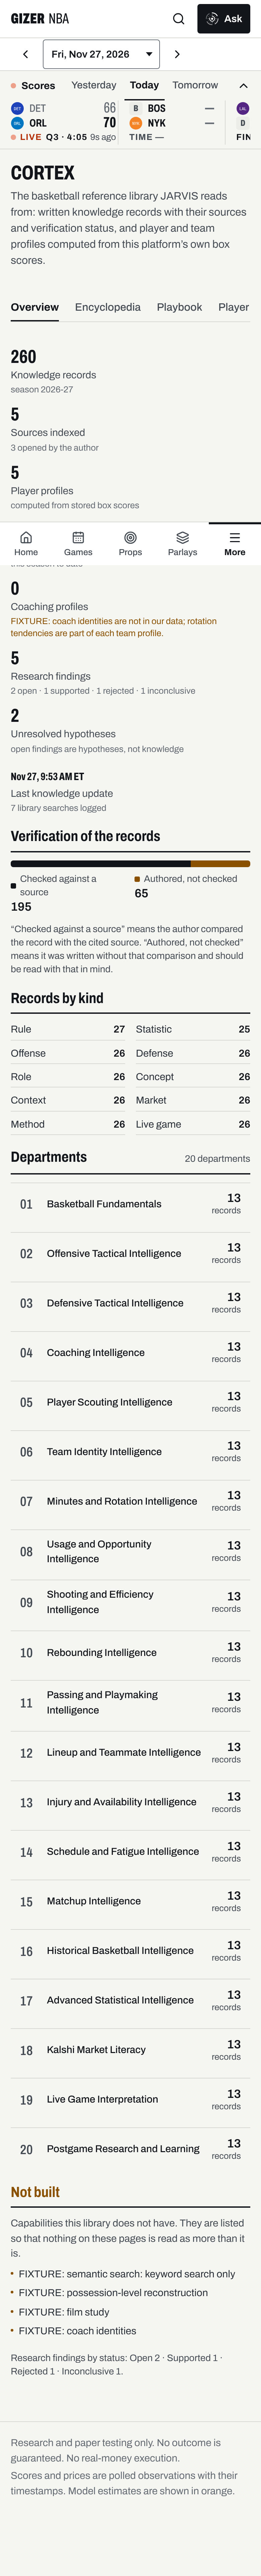 GIZER NBA
Ask
Fri, Nov 27, 2026
Scores Yesterday Today Tomorrow
DET 66
ORL 70
LIVE Q3 · 4:05 9s ago
B BOS —
NYK —
TIME —
LAL
D
FIN
CORTEX
The basketball reference library JARVIS reads
from: written knowledge records with their sources
and verification status, and player and team
profiles computed from this platform's own box
scores.
Overview Encyclopedia Playbook Player
260
Knowledge records
season 2026-27
5
Sources indexed
3 opened by the author
5
Player profiles
computed from stored box scores
Home Games Props Parlays More
0
Coaching profiles
FIXTURE: coach identities are not in our data; rotation
tendencies are part of each team profile.
5
Research findings
2 open · 1 supported · 1 rejected · 1 inconclusive
2
Unresolved hypotheses
open findings are hypotheses, not knowledge
Nov 27, 9:53 AM ET
Last knowledge update
7 library searches logged
Verification of the records
Checked against a
source
195
Authored, not checked
65
“Checked against a source” means the author compared
the record with the cited source. “Authored, not checked”
means it was written without that comparison and should
be read with that in mind.
Records by kind
Rule 27 Statistic 25
Offense 26 Defense 26
Role 26 Concept 26
Context 26 Market 26
Method 26 Live game 26
Departments 20 departments
01 Basketball Fundamentals 13 records
02 Offensive Tactical Intelligence 13 records
03 Defensive Tactical Intelligence 13 records
04 Coaching Intelligence 13 records
05 Player Scouting Intelligence 13 records
06 Team Identity Intelligence 13 records
07 Minutes and Rotation Intelligence 13 records
08 Usage and Opportunity
Intelligence 13 records
09 Shooting and Efficiency
Intelligence 13 records
10 Rebounding Intelligence 13 records
11 Passing and Playmaking
Intelligence 13 records
12 Lineup and Teammate Intelligence 13 records
13 Injury and Availability Intelligence 13 records
14 Schedule and Fatigue Intelligence 13 records
15 Matchup Intelligence 13 records
16 Historical Basketball Intelligence 13 records
17 Advanced Statistical Intelligence 13 records
18 Kalshi Market Literacy 13 records
19 Live Game Interpretation 13 records
20 Postgame Research and Learning 13 records
Not built
Capabilities this library does not have. They are listed
so that nothing on these pages is read as more than it
is.
• FIXTURE: semantic search: keyword search only
• FIXTURE: possession-level reconstruction
• FIXTURE: film study
• FIXTURE: coach identities
Research findings by status: Open 2 · Supported 1 ·
Rejected 1 · Inconclusive 1.
Research and paper testing only. No outcome is
guaranteed. No real-money execution.
Scores and prices are polled observations with their
timestamps. Model estimates are shown in orange.